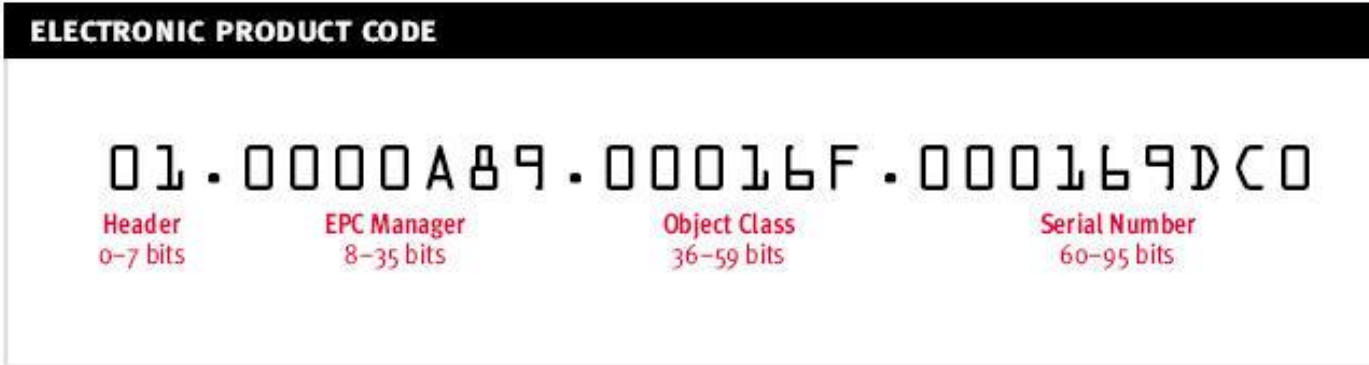 ELECTRONIC PRODUCT CODE
01.0000A89.00016F.000169DC0
Header EPC Manager Object Class Serial Number
0–7 bits 8–35 bits 36–59 bits 60–95 bits